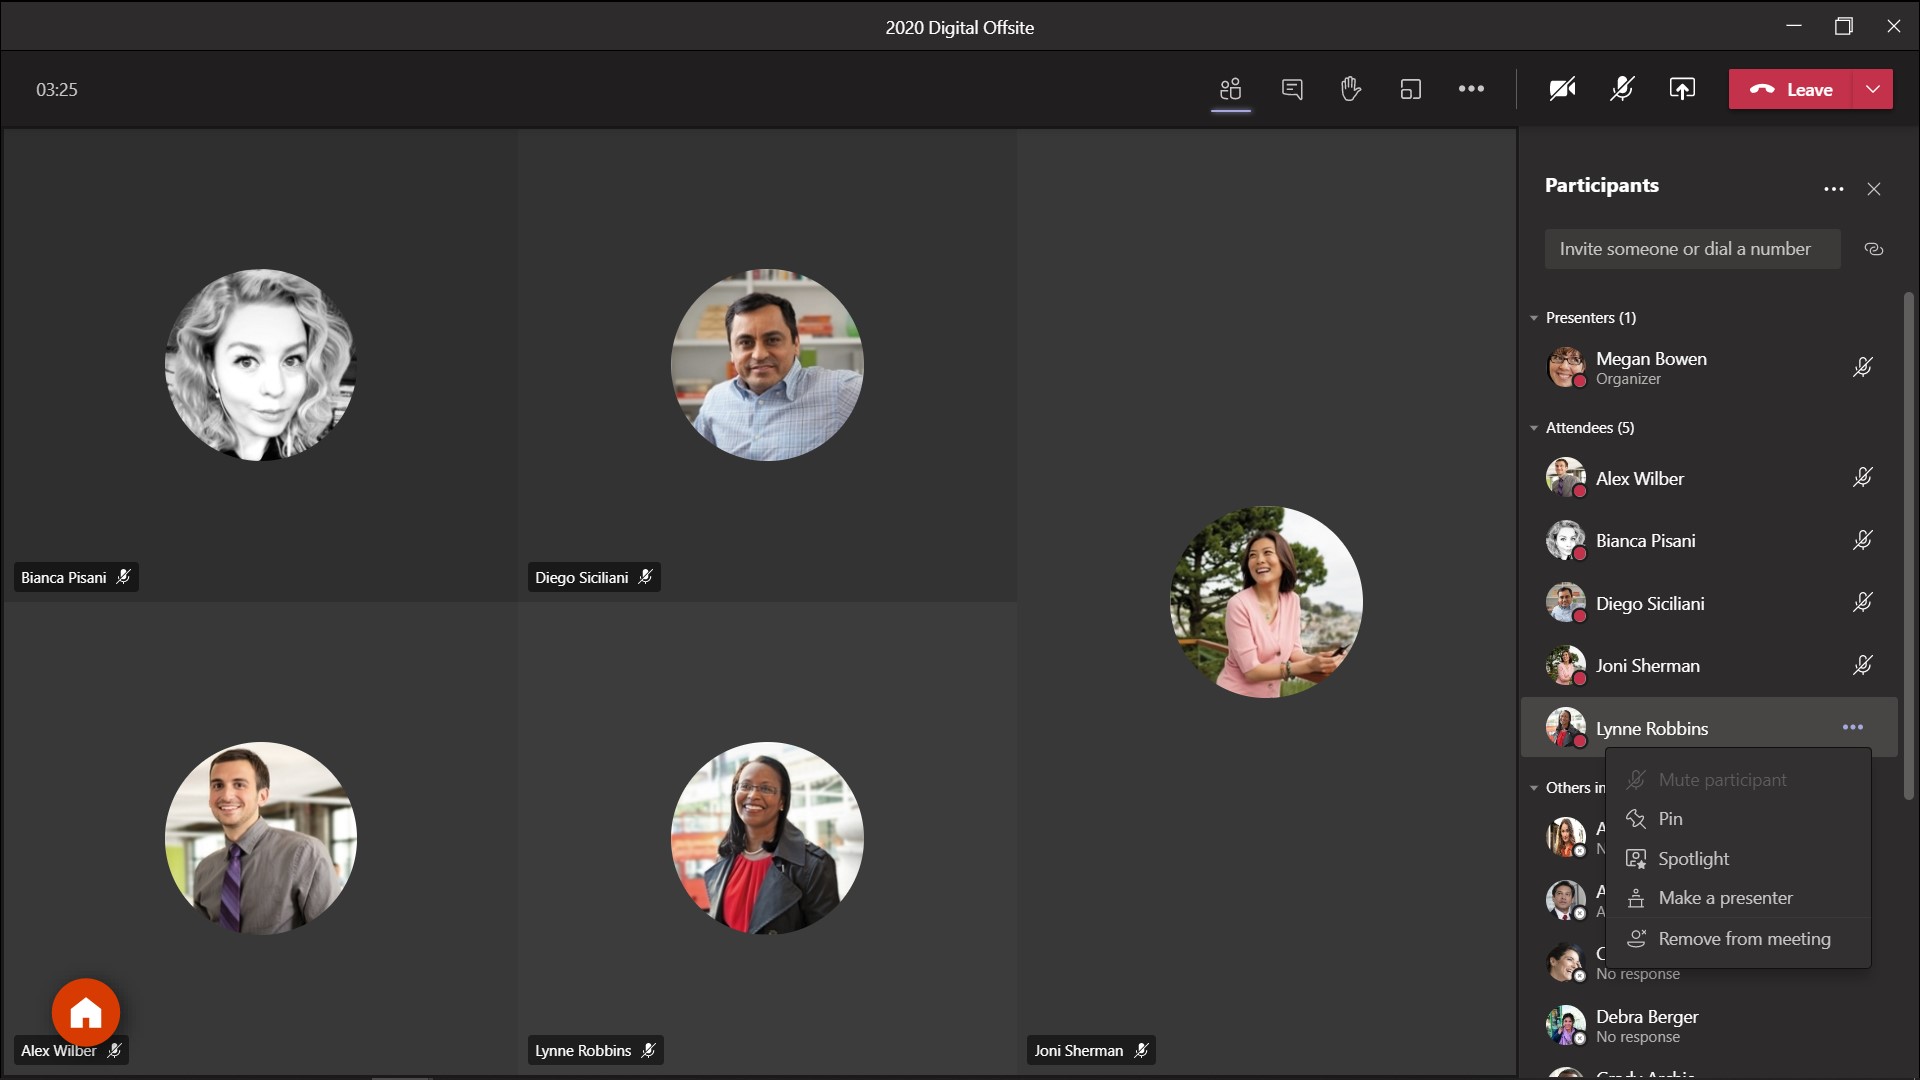 2020 Digital Offsite
03:25
Leave
Bianca Pisani
Diego Siciliani
Alex Wilber
Lynne Robbins
Joni Sherman
Participants
Invite someone or dial a number
Presenters (1)
Megan Bowen
Organizer
Attendees (5)
Alex Wilber
Bianca Pisani
Diego Siciliani
Joni Sherman
Lynne Robbins
Mute participant
Pin
Spotlight
Make a presenter
Remove from meeting
Others
No response
Debra Berger
No response